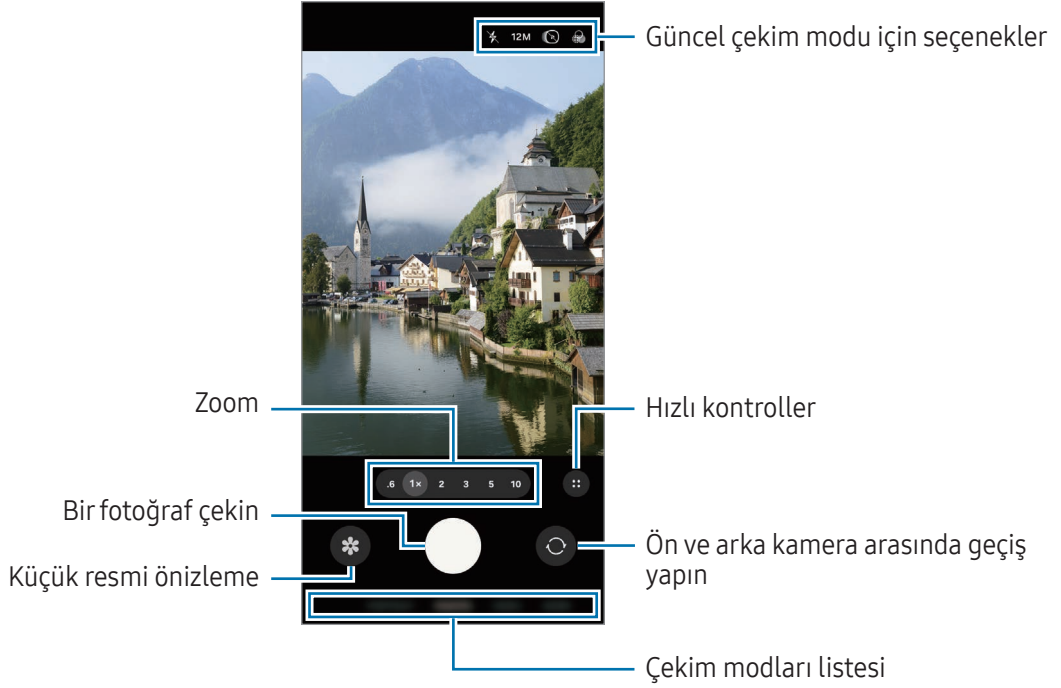 12M
Güncel çekim modu için seçenekler
Zoom
Hızlı kontroller
.6 1× 2 3 5 10
Bir fotoğraf çekin
Ön ve arka kamera arasında geçiş
yapın
Küçük resmi önizleme
Çekim modları listesi